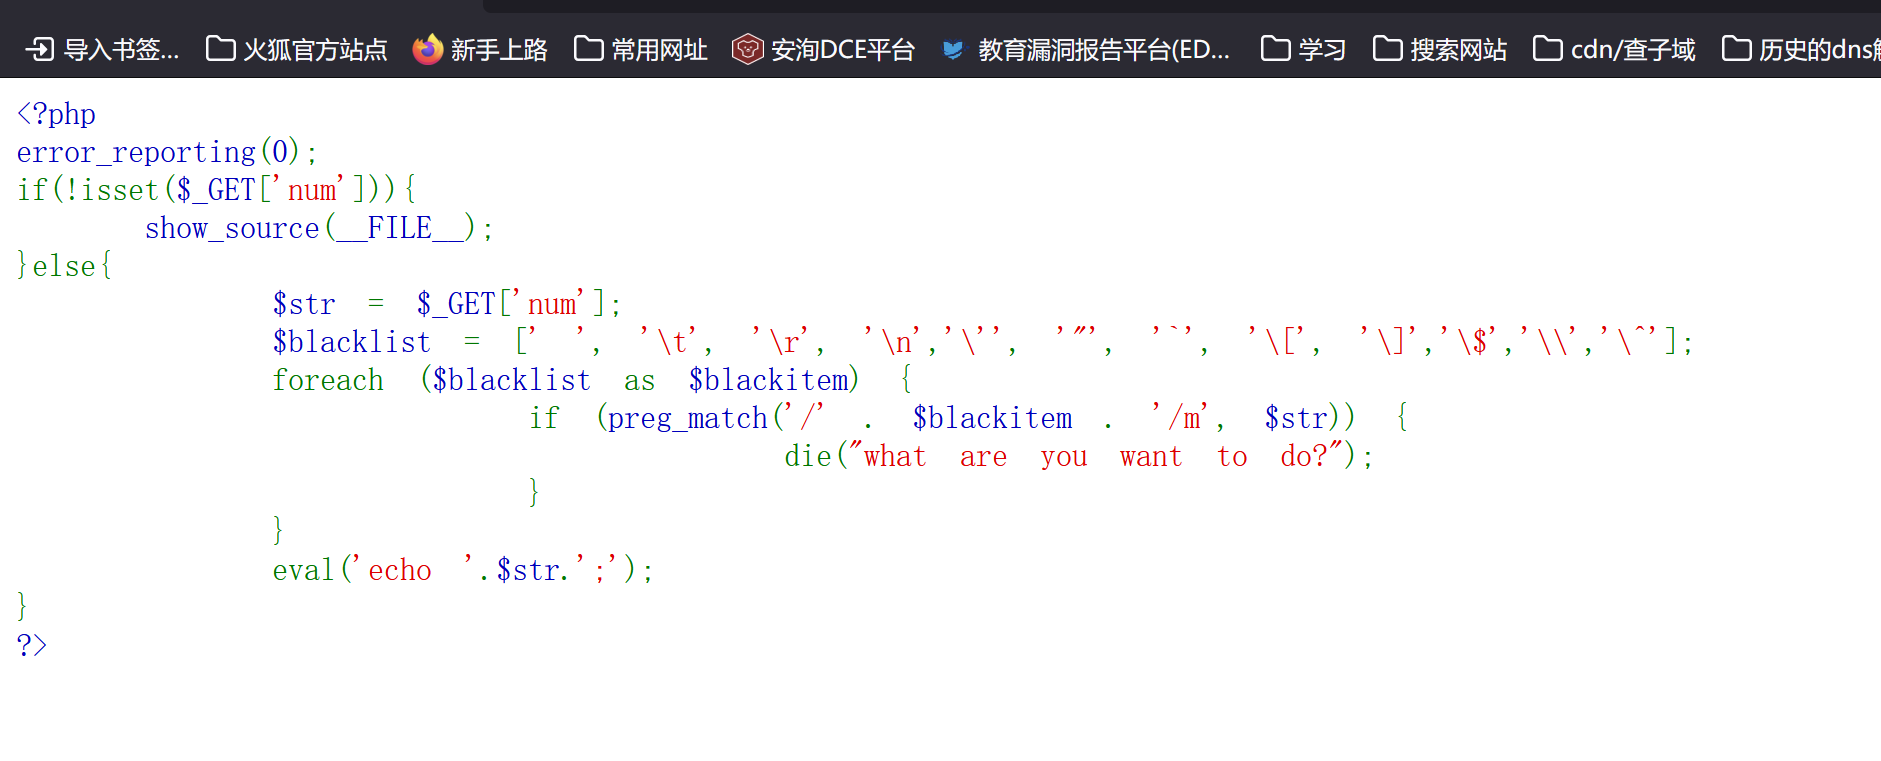 导入书签... 火狐官方站点 新手上路 常用网址 安洵DCE平台 教育漏洞报告平台(ED... 学习 搜索网站 cdn/查子域 历史的dns
<?php
error_reporting(0);
if(!isset($_GET['num'])){
show_source(__FILE__);
}else{
$str = $_GET['num'];
$blacklist = [' ', '\t', '\r', '\n','\'', '"', '`', '\[', '\]','\$','\\','\^'];
foreach ($blacklist as $blackitem) {
if (preg_match('/' . $blackitem . '/m', $str)) {
die("what are you want to do?");
}
}
eval('echo '.$str.';');
}
?>